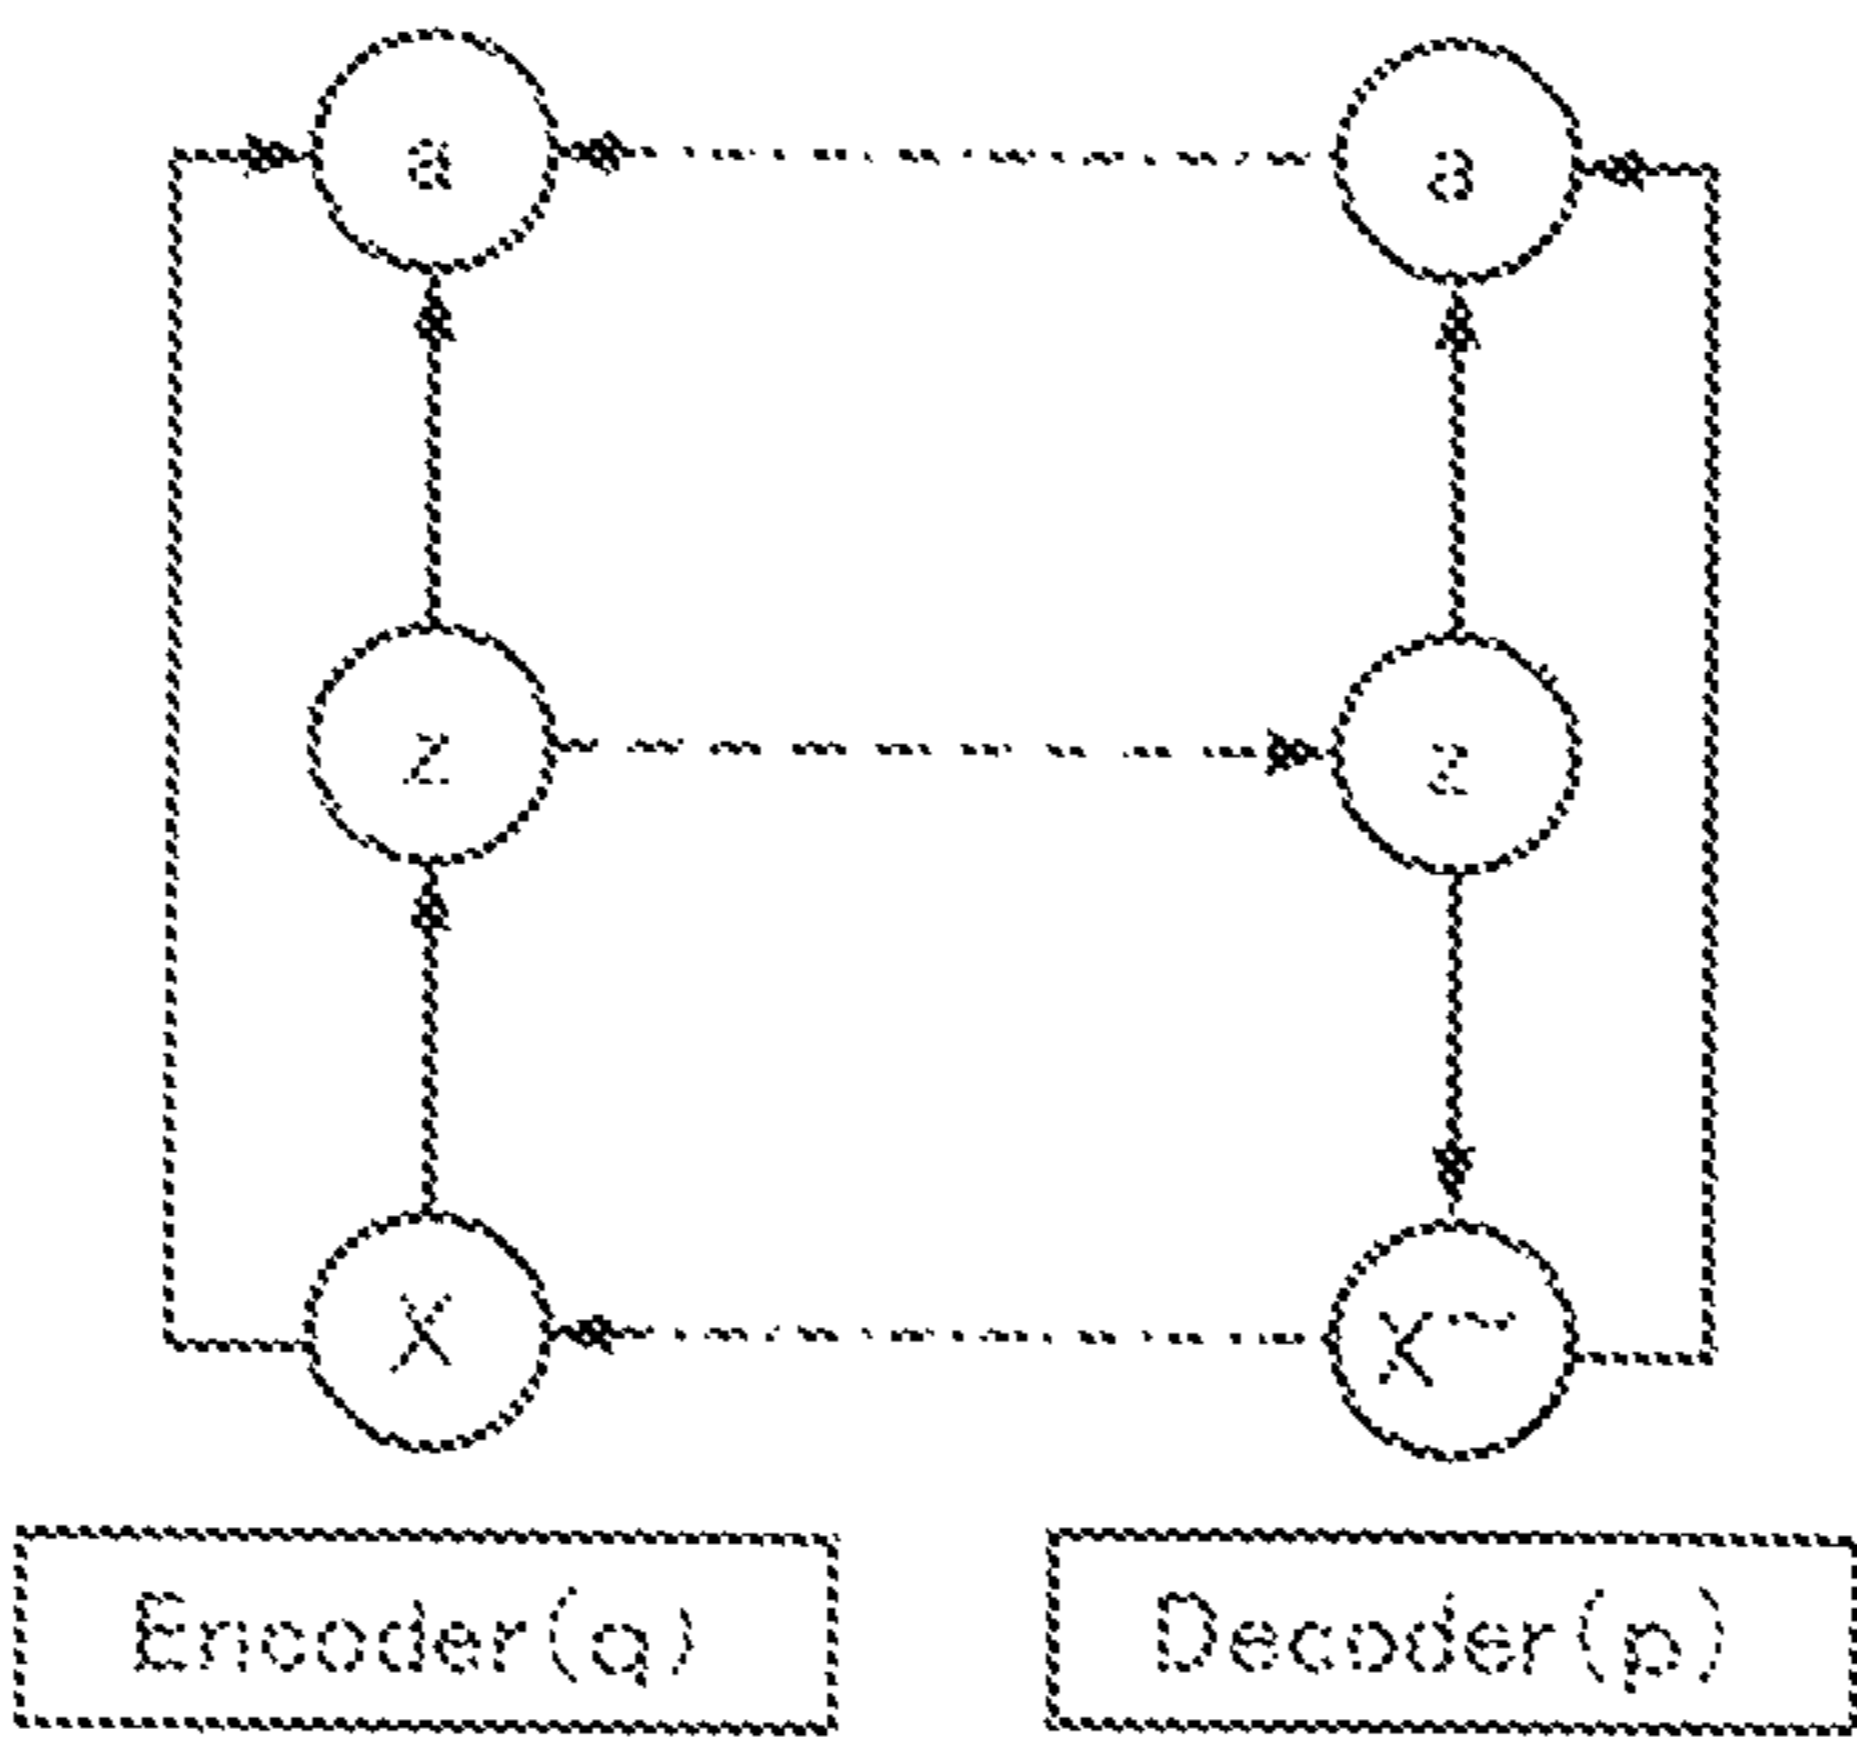 a a
z z
X X~
Encoder(q) Decoder(p)